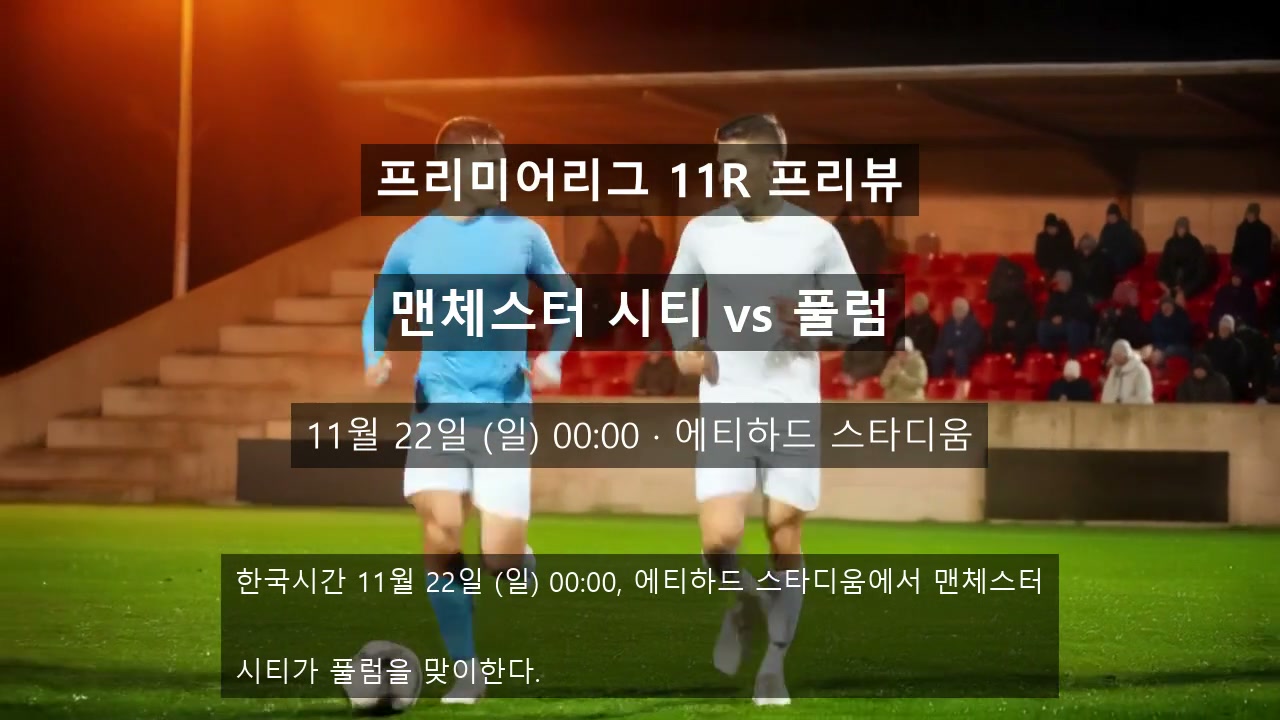 프리미어리그 11R 프리뷰
맨체스터 시티 vs 풀럼
11월 22일 (일) 00:00 · 에티하드 스타디움
한국시간 11월 22일 (일) 00:00, 에티하드 스타디움에서 맨체스터
시티가 풀럼을 맞이한다.